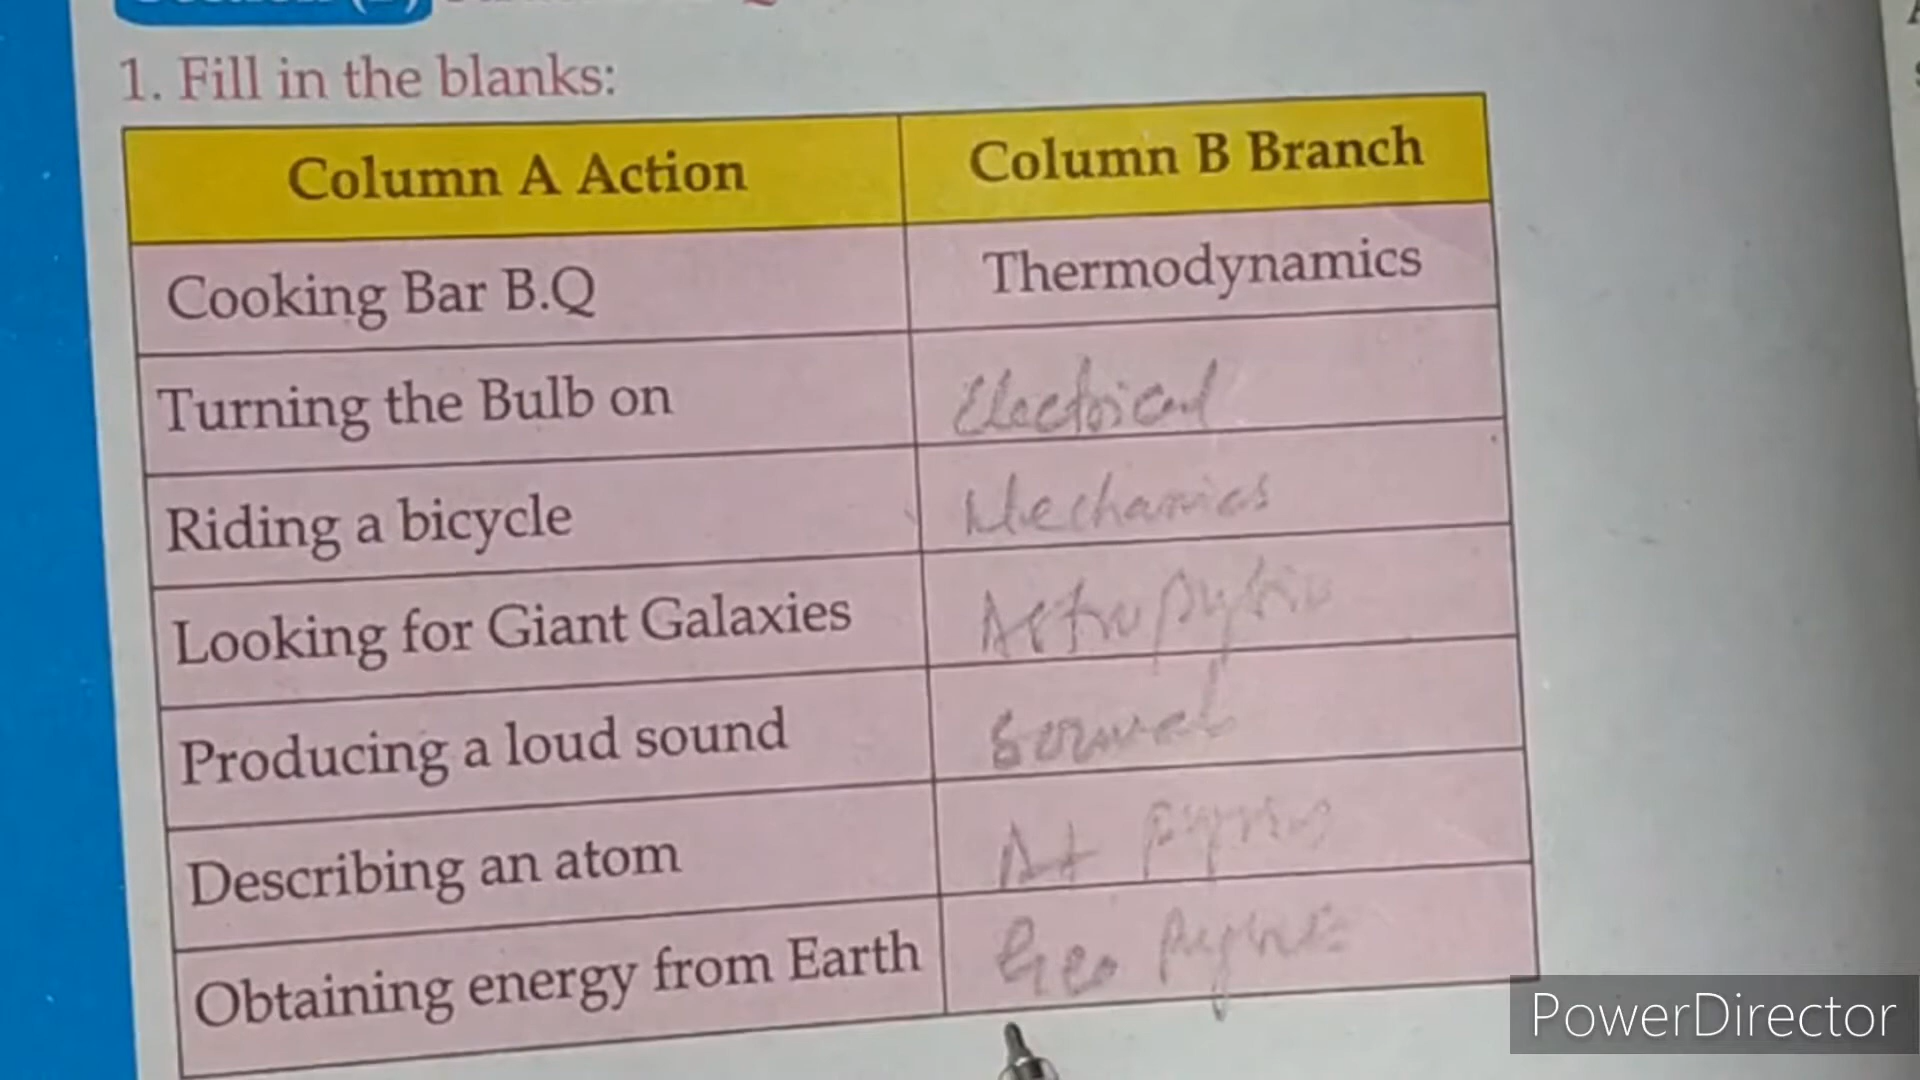 1. Fill in the blanks:
Column A Action Column B Branch
Cooking Bar B.Q Thermodynamics
Turning the Bulb on Electrical
Riding a bicycle Mechanics
Looking for Giant Galaxies
Producing a loud sound
Describing an atom
Obtaining energy from Earth Geo
PowerDirector